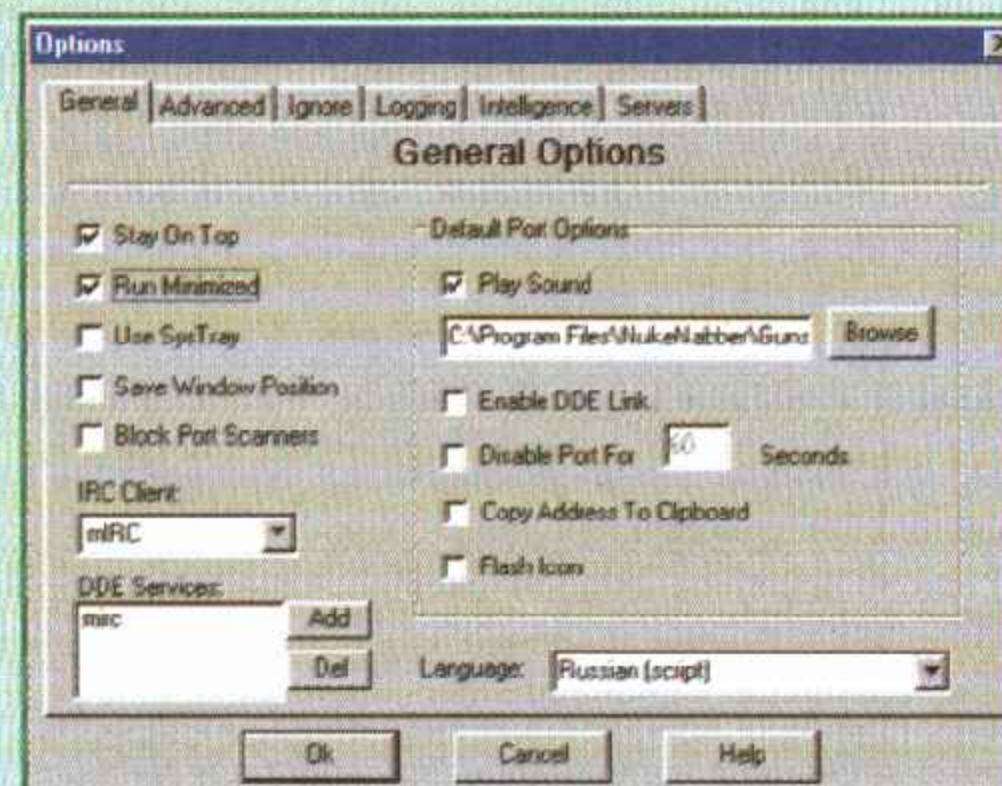 Options
General Advanced Ignore Logging Intelligence Servers
General Options
Stay On Top
Run Minimized
Use SysTray
Save Window Position
Block Port Scanners
IRC Client:
mIRC
DDE Services:
mirc
Add
Del
Default Port Options
Play Sound
C:\Program Files\NukeNabber\Guns
Browse
Enable DDE Link
Disable Port For 60 Seconds
Copy Address To Clipboard
Flash Icon
Language: Russian (script)
Ok Cancel Help